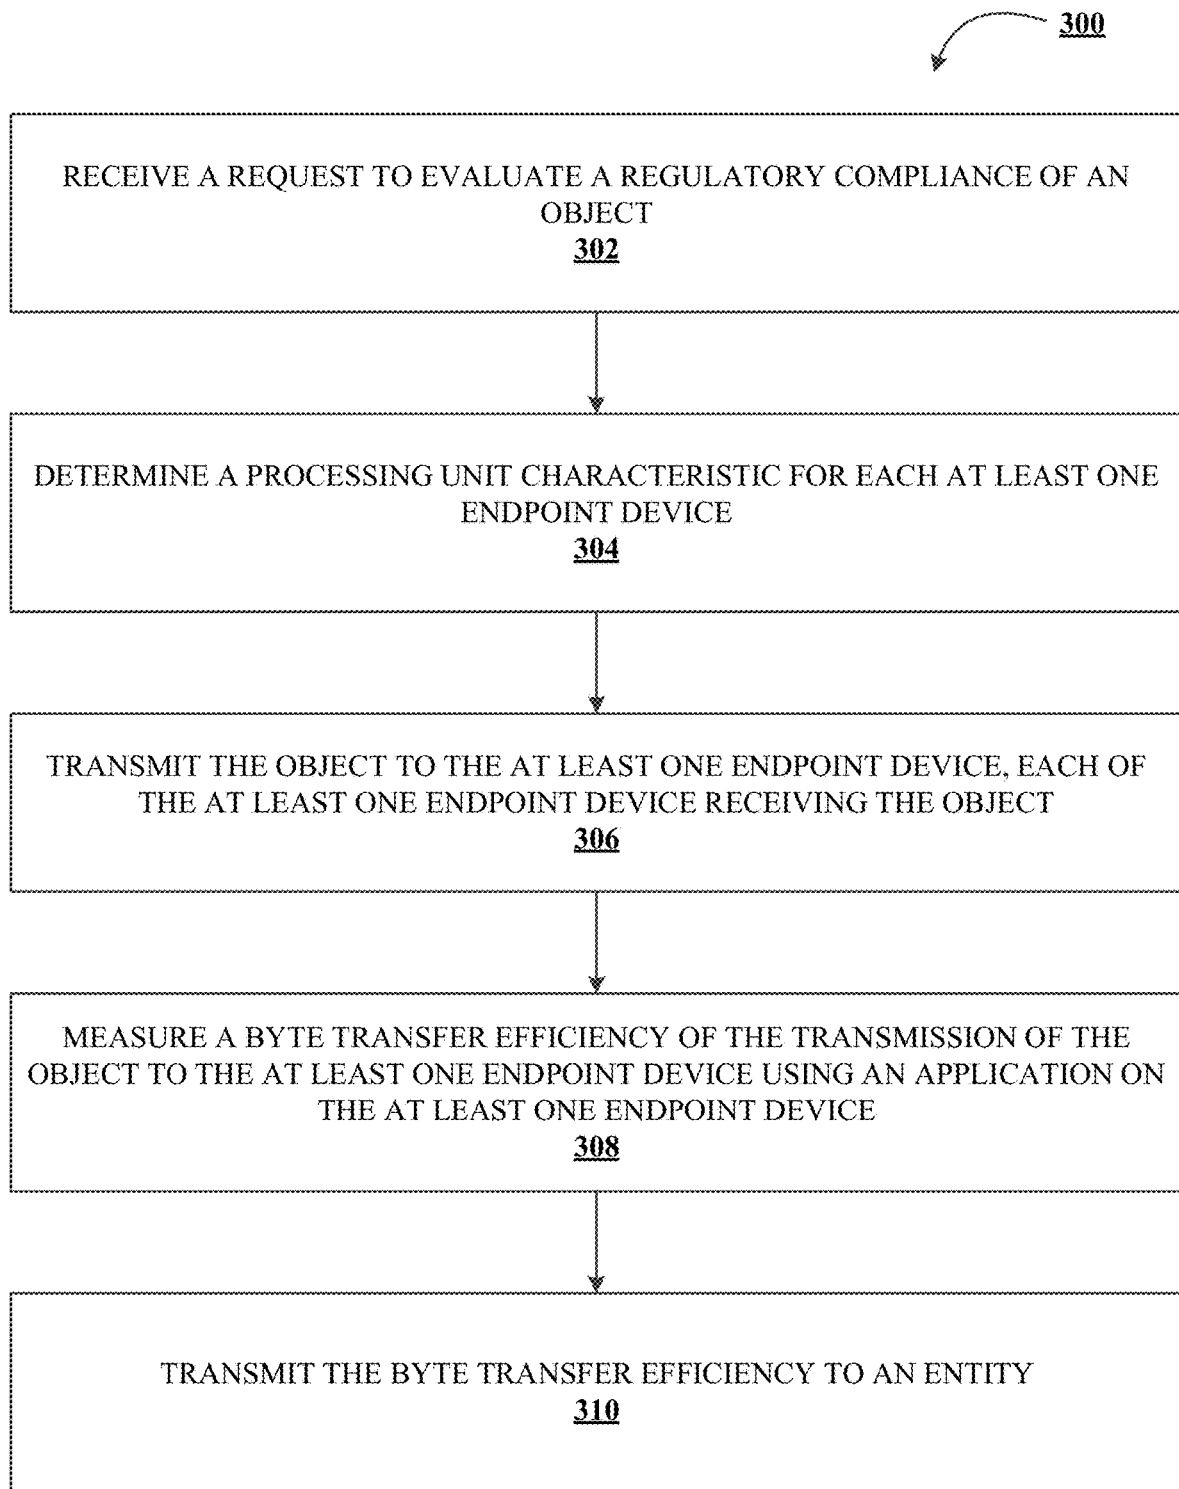 300
RECEIVE A REQUEST TO EVALUATE A REGULATORY COMPLIANCE OF AN
OBJECT
302
DETERMINE A PROCESSING UNIT CHARACTERISTIC FOR EACH AT LEAST ONE
ENDPOINT DEVICE
304
TRANSMIT THE OBJECT TO THE AT LEAST ONE ENDPOINT DEVICE, EACH OF
THE AT LEAST ONE ENDPOINT DEVICE RECEIVING THE OBJECT
306
MEASURE A BYTE TRANSFER EFFICIENCY OF THE TRANSMISSION OF THE
OBJECT TO THE AT LEAST ONE ENDPOINT DEVICE USING AN APPLICATION ON
THE AT LEAST ONE ENDPOINT DEVICE
308
TRANSMIT THE BYTE TRANSFER EFFICIENCY TO AN ENTITY
310